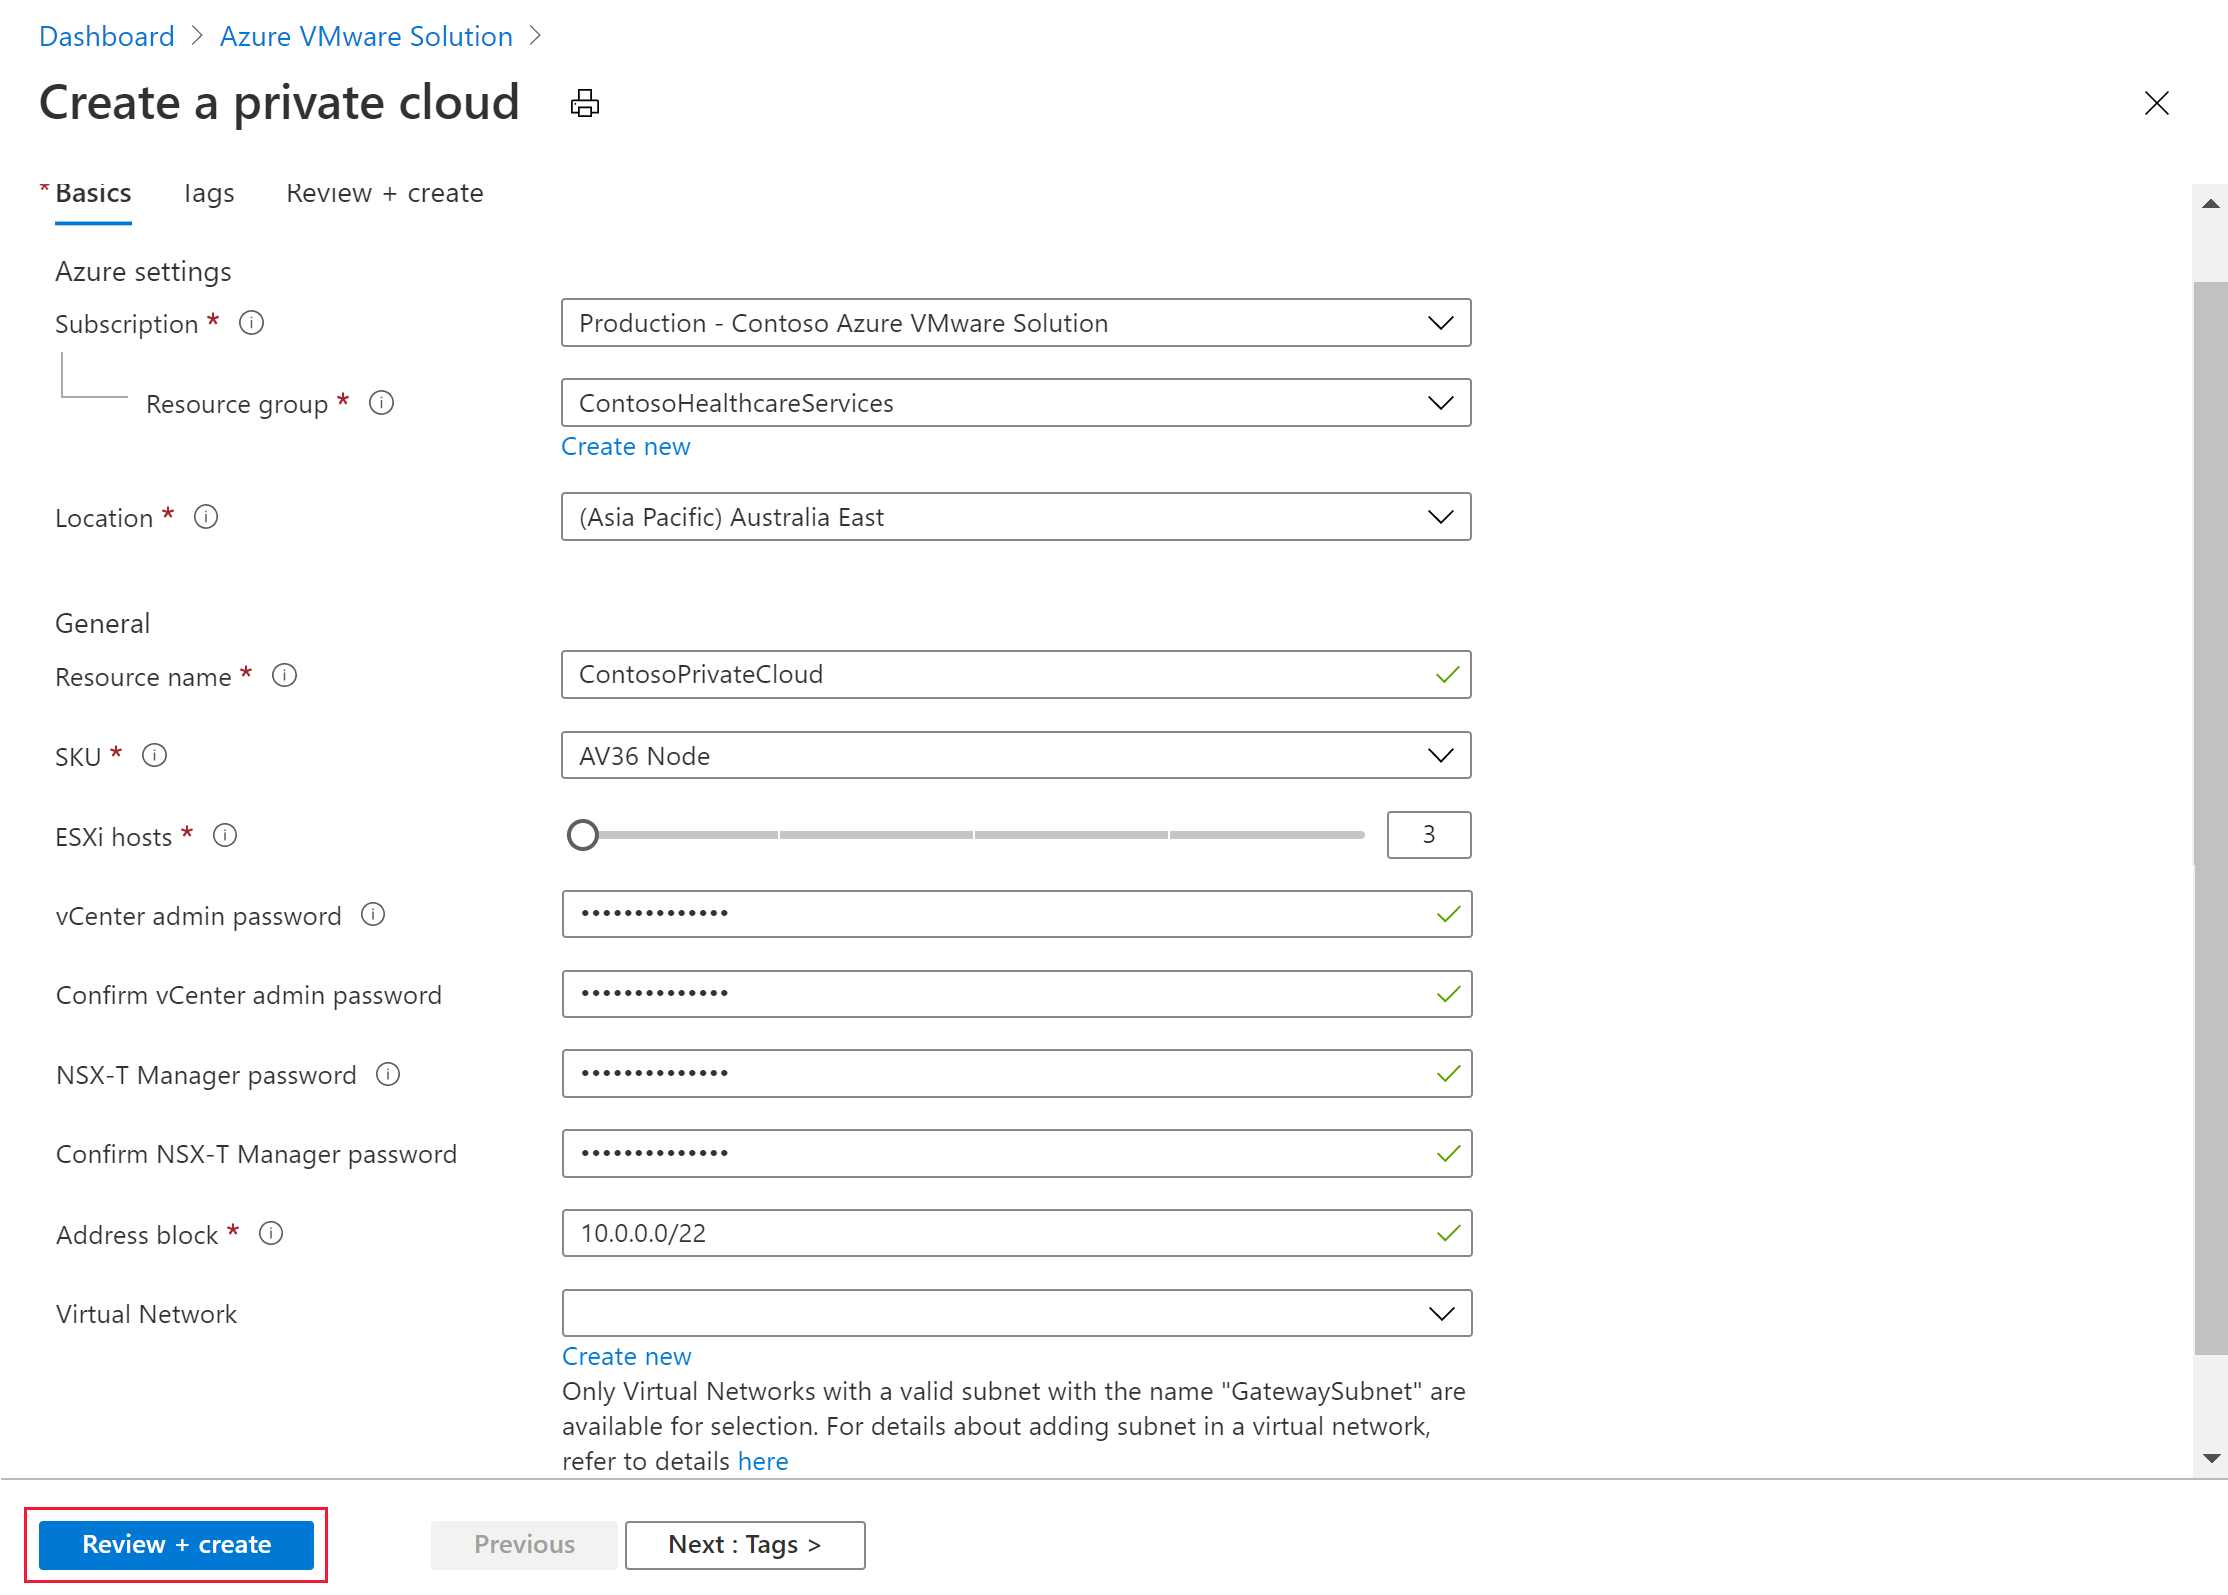 Dashboard > Azure VMware Solution >
Create a private cloud
* Basics Tags Review + create
Azure settings
Subscription * Production - Contoso Azure VMware Solution
Resource group * ContosoHealthcareServices
Create new
Location * (Asia Pacific) Australia East
General
Resource name * ContosoPrivateCloud
SKU * AV36 Node
ESXi hosts * 3
vCenter admin password ••••••••••••••
Confirm vCenter admin password ••••••••••••••
NSX-T Manager password ••••••••••••••
Confirm NSX-T Manager password ••••••••••••••
Address block * 10.0.0.0/22
Virtual Network
Create new
Only Virtual Networks with a valid subnet with the name "GatewaySubnet" are
available for selection. For details about adding subnet in a virtual network,
refer to details here
Review + create Previous Next : Tags >